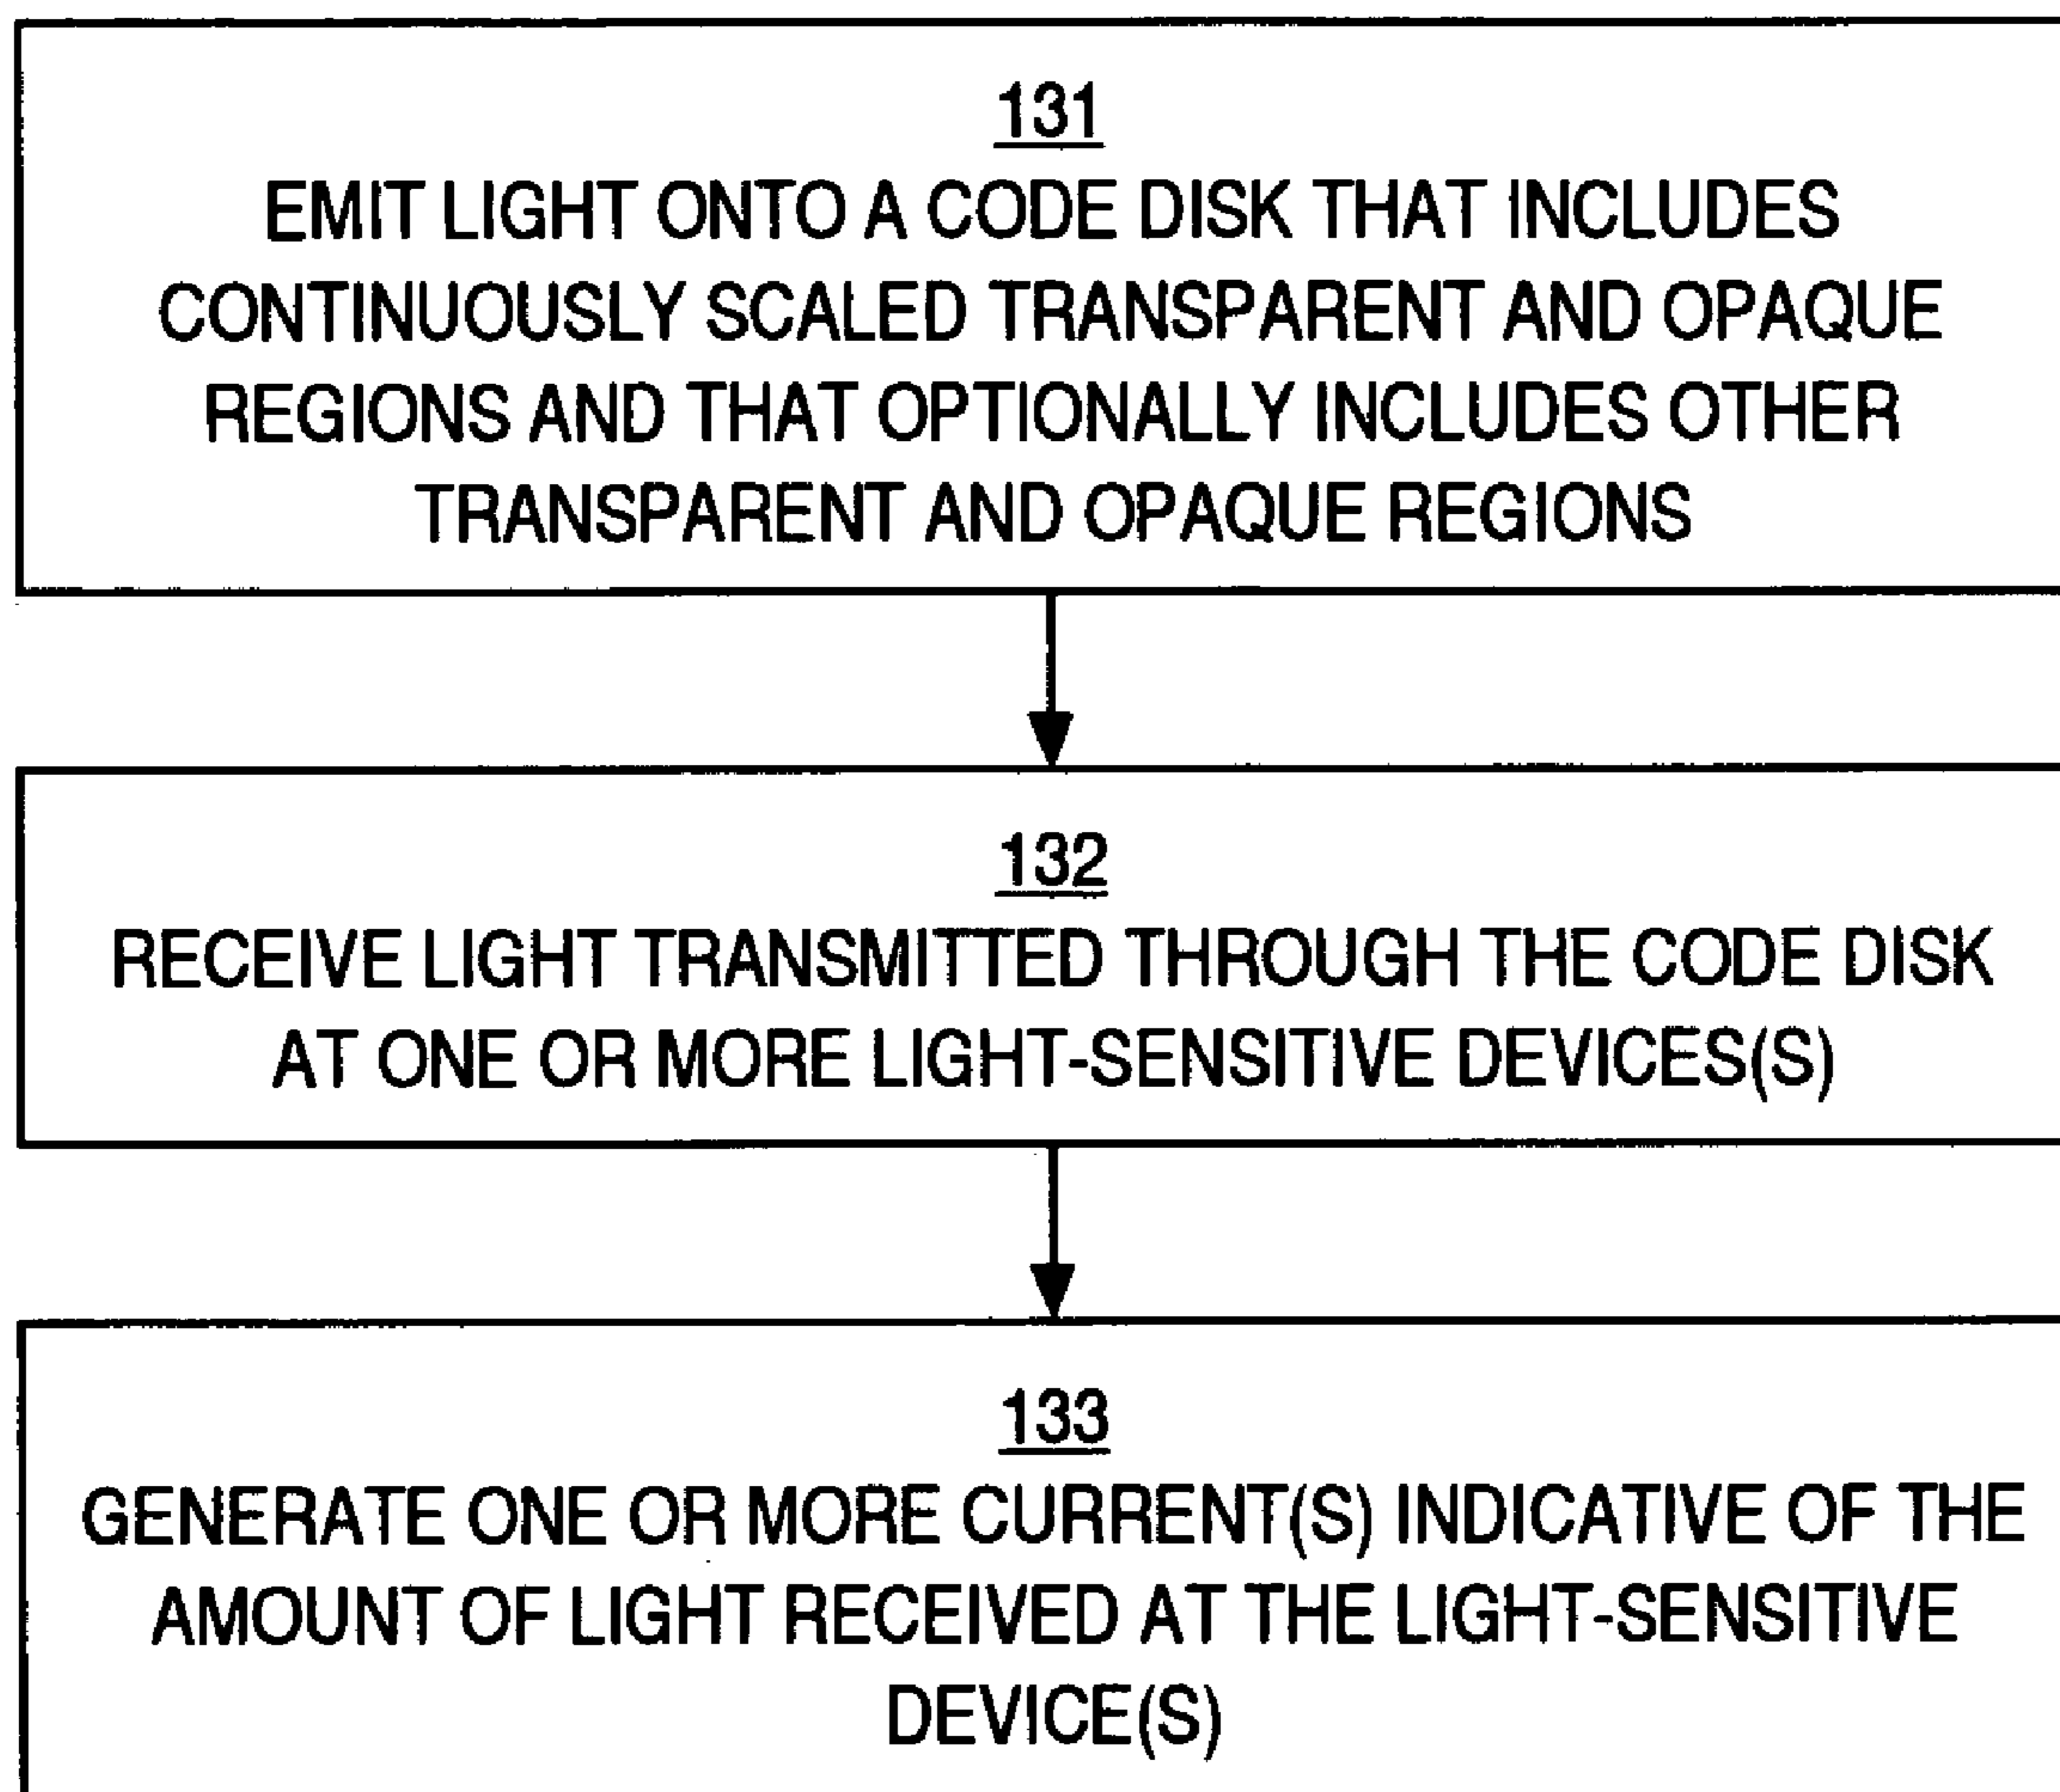 131
EMIT LIGHT ONTO A CODE DISK THAT INCLUDES
CONTINUOUSLY SCALED TRANSPARENT AND OPAQUE
REGIONS AND THAT OPTIONALLY INCLUDES OTHER
TRANSPARENT AND OPAQUE REGIONS
132
RECEIVE LIGHT TRANSMITTED THROUGH THE CODE DISK
AT ONE OR MORE LIGHT-SENSITIVE DEVICES(S)
133
GENERATE ONE OR MORE CURRENT(S) INDICATIVE OF THE
AMOUNT OF LIGHT RECEIVED AT THE LIGHT-SENSITIVE
DEVICE(S)